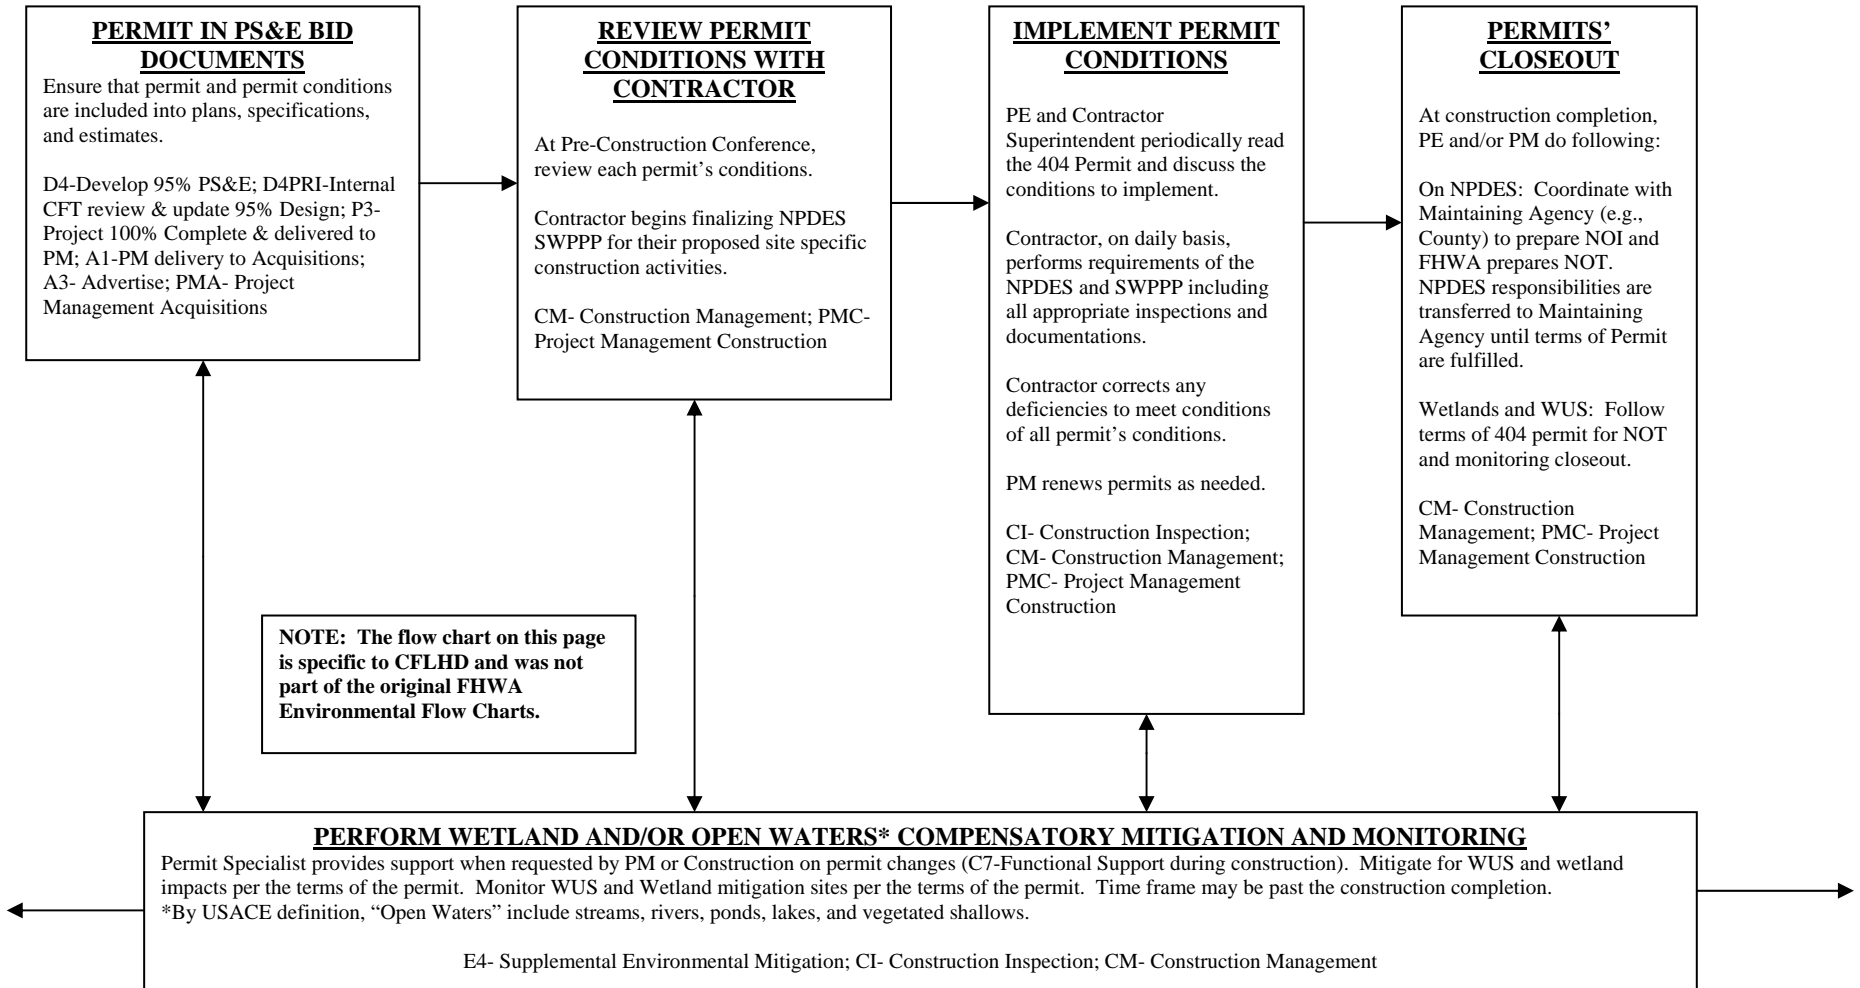 PERMIT IN PS&E BID
DOCUMENTS
Ensure that permit and permit conditions
are included into plans, specifications,
and estimates.
D4-Develop 95% PS&E; D4PRI-Internal
CFT review & update 95% Design; P3-
Project 100% Complete & delivered to
PM; A1-PM delivery to Acquisitions;
A3- Advertise; PMA- Project
Management Acquisitions
REVIEW PERMIT
CONDITIONS WITH
CONTRACTOR
At Pre-Construction Conference,
review each permit’s conditions.
Contractor begins finalizing NPDES
SWPPP for their proposed site specific
construction activities.
CM- Construction Management; PMC-
Project Management Construction
IMPLEMENT PERMIT
CONDITIONS
PE and Contractor
Superintendent periodically read
the 404 Permit and discuss the
conditions to implement.
Contractor, on daily basis,
performs requirements of the
NPDES and SWPPP including
all appropriate inspections and
documentations.
Contractor corrects any
deficiencies to meet conditions
of all permit’s conditions.
PM renews permits as needed.
CI- Construction Inspection;
CM- Construction Management;
PMC- Project Management
Construction
PERMITS’
CLOSEOUT
At construction completion,
PE and/or PM do following:
On NPDES:  Coordinate with
Maintaining Agency (e.g.,
County) to prepare NOI and
FHWA prepares NOT.
NPDES responsibilities are
transferred to Maintaining
Agency until terms of Permit
are fulfilled.
Wetlands and WUS:  Follow
terms of 404 permit for NOT
and monitoring closeout.
CM- Construction
Management; PMC- Project
Management Construction
NOTE:  The flow chart on this page
is specific to CFLHD and was not
part of the original FHWA
Environmental Flow Charts.
PERFORM WETLAND AND/OR OPEN WATERS* COMPENSATORY MITIGATION AND MONITORING
Permit Specialist provides support when requested by PM or Construction on permit changes (C7-Functional Support during construction).  Mitigate for WUS and wetland
impacts per the terms of the permit.  Monitor WUS and Wetland mitigation sites per the terms of the permit.  Time frame may be past the construction completion.
*By USACE definition, “Open Waters” include streams, rivers, ponds, lakes, and vegetated shallows.
E4- Supplemental Environmental Mitigation; CI- Construction Inspection; CM- Construction Management